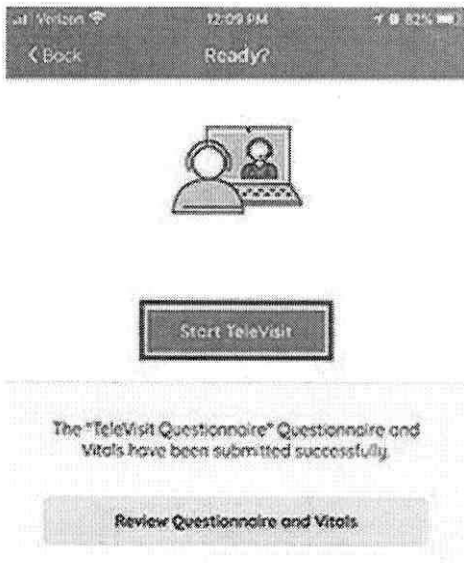 Verizon 12:09 PM 82%
Back Ready?
Start TeleVisit
The "TeleVisit Questionnaire" Questionnaire and
Vitals have been submitted successfully.
Review Questionnaire and Vitals